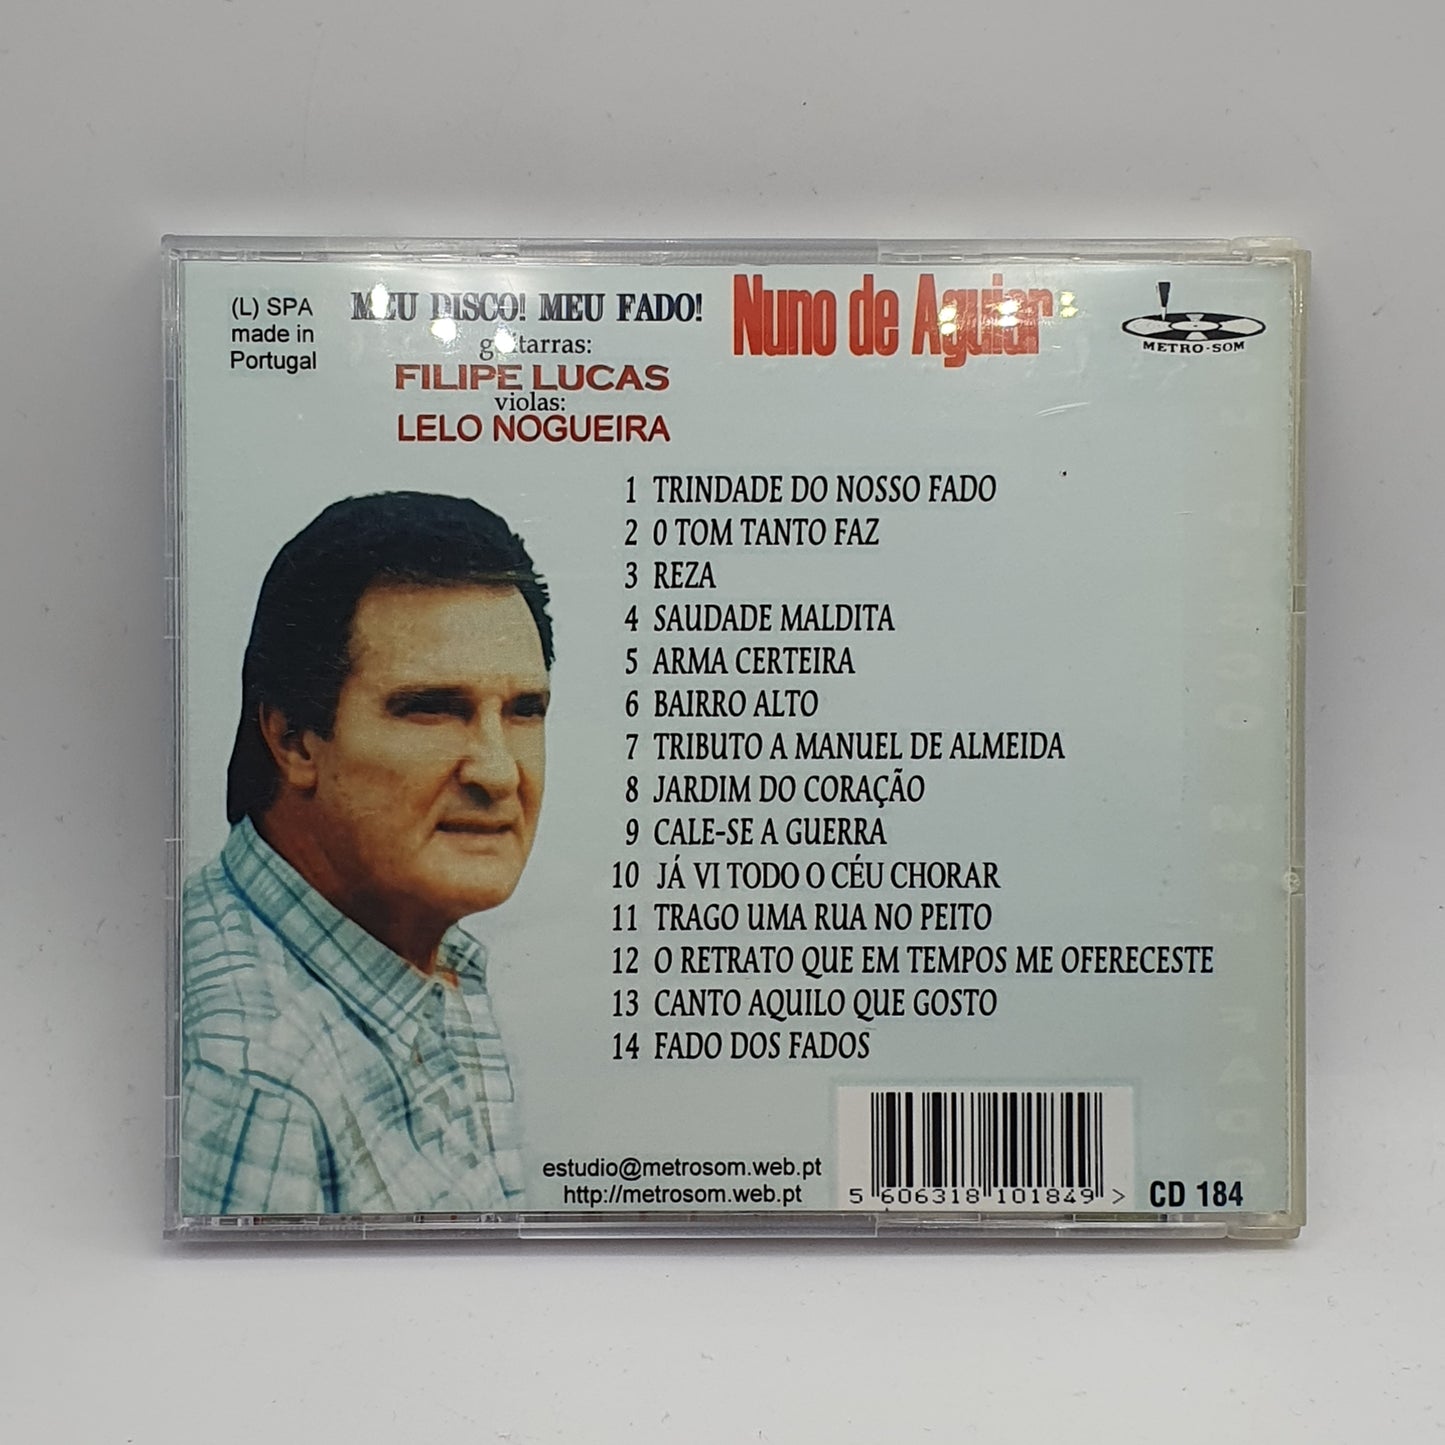 (L) SPA
made in
Portugal
MEU DISCO! MEU FADO!
guitarras:
FILIPE LUCAS
violas:
LELO NOGUEIRA
Nuno de Aguiar
METRO-SOM
1 TRINDADE DO NOSSO FADO
2 O TOM TANTO FAZ
3 REZA
4 SAUDADE MALDITA
5 ARMA CERTEIRA
6 BAIRRO ALTO
7 TRIBUTO A MANUEL DE ALMEIDA
8 JARDIM DO CORAÇÃO
9 CALE-SE A GUERRA
10 JÁ VI TODO O CÉU CHORAR
11 TRAGO UMA RUA NO PEITO
12 O RETRATO QUE EM TEMPOS ME OFERECESTE
13 CANTO AQUILO QUE GOSTO
14 FADO DOS FADOS
estudio@metrosom.web.pt
http://metrosom.web.pt
5 606318 101849 >
CD 184